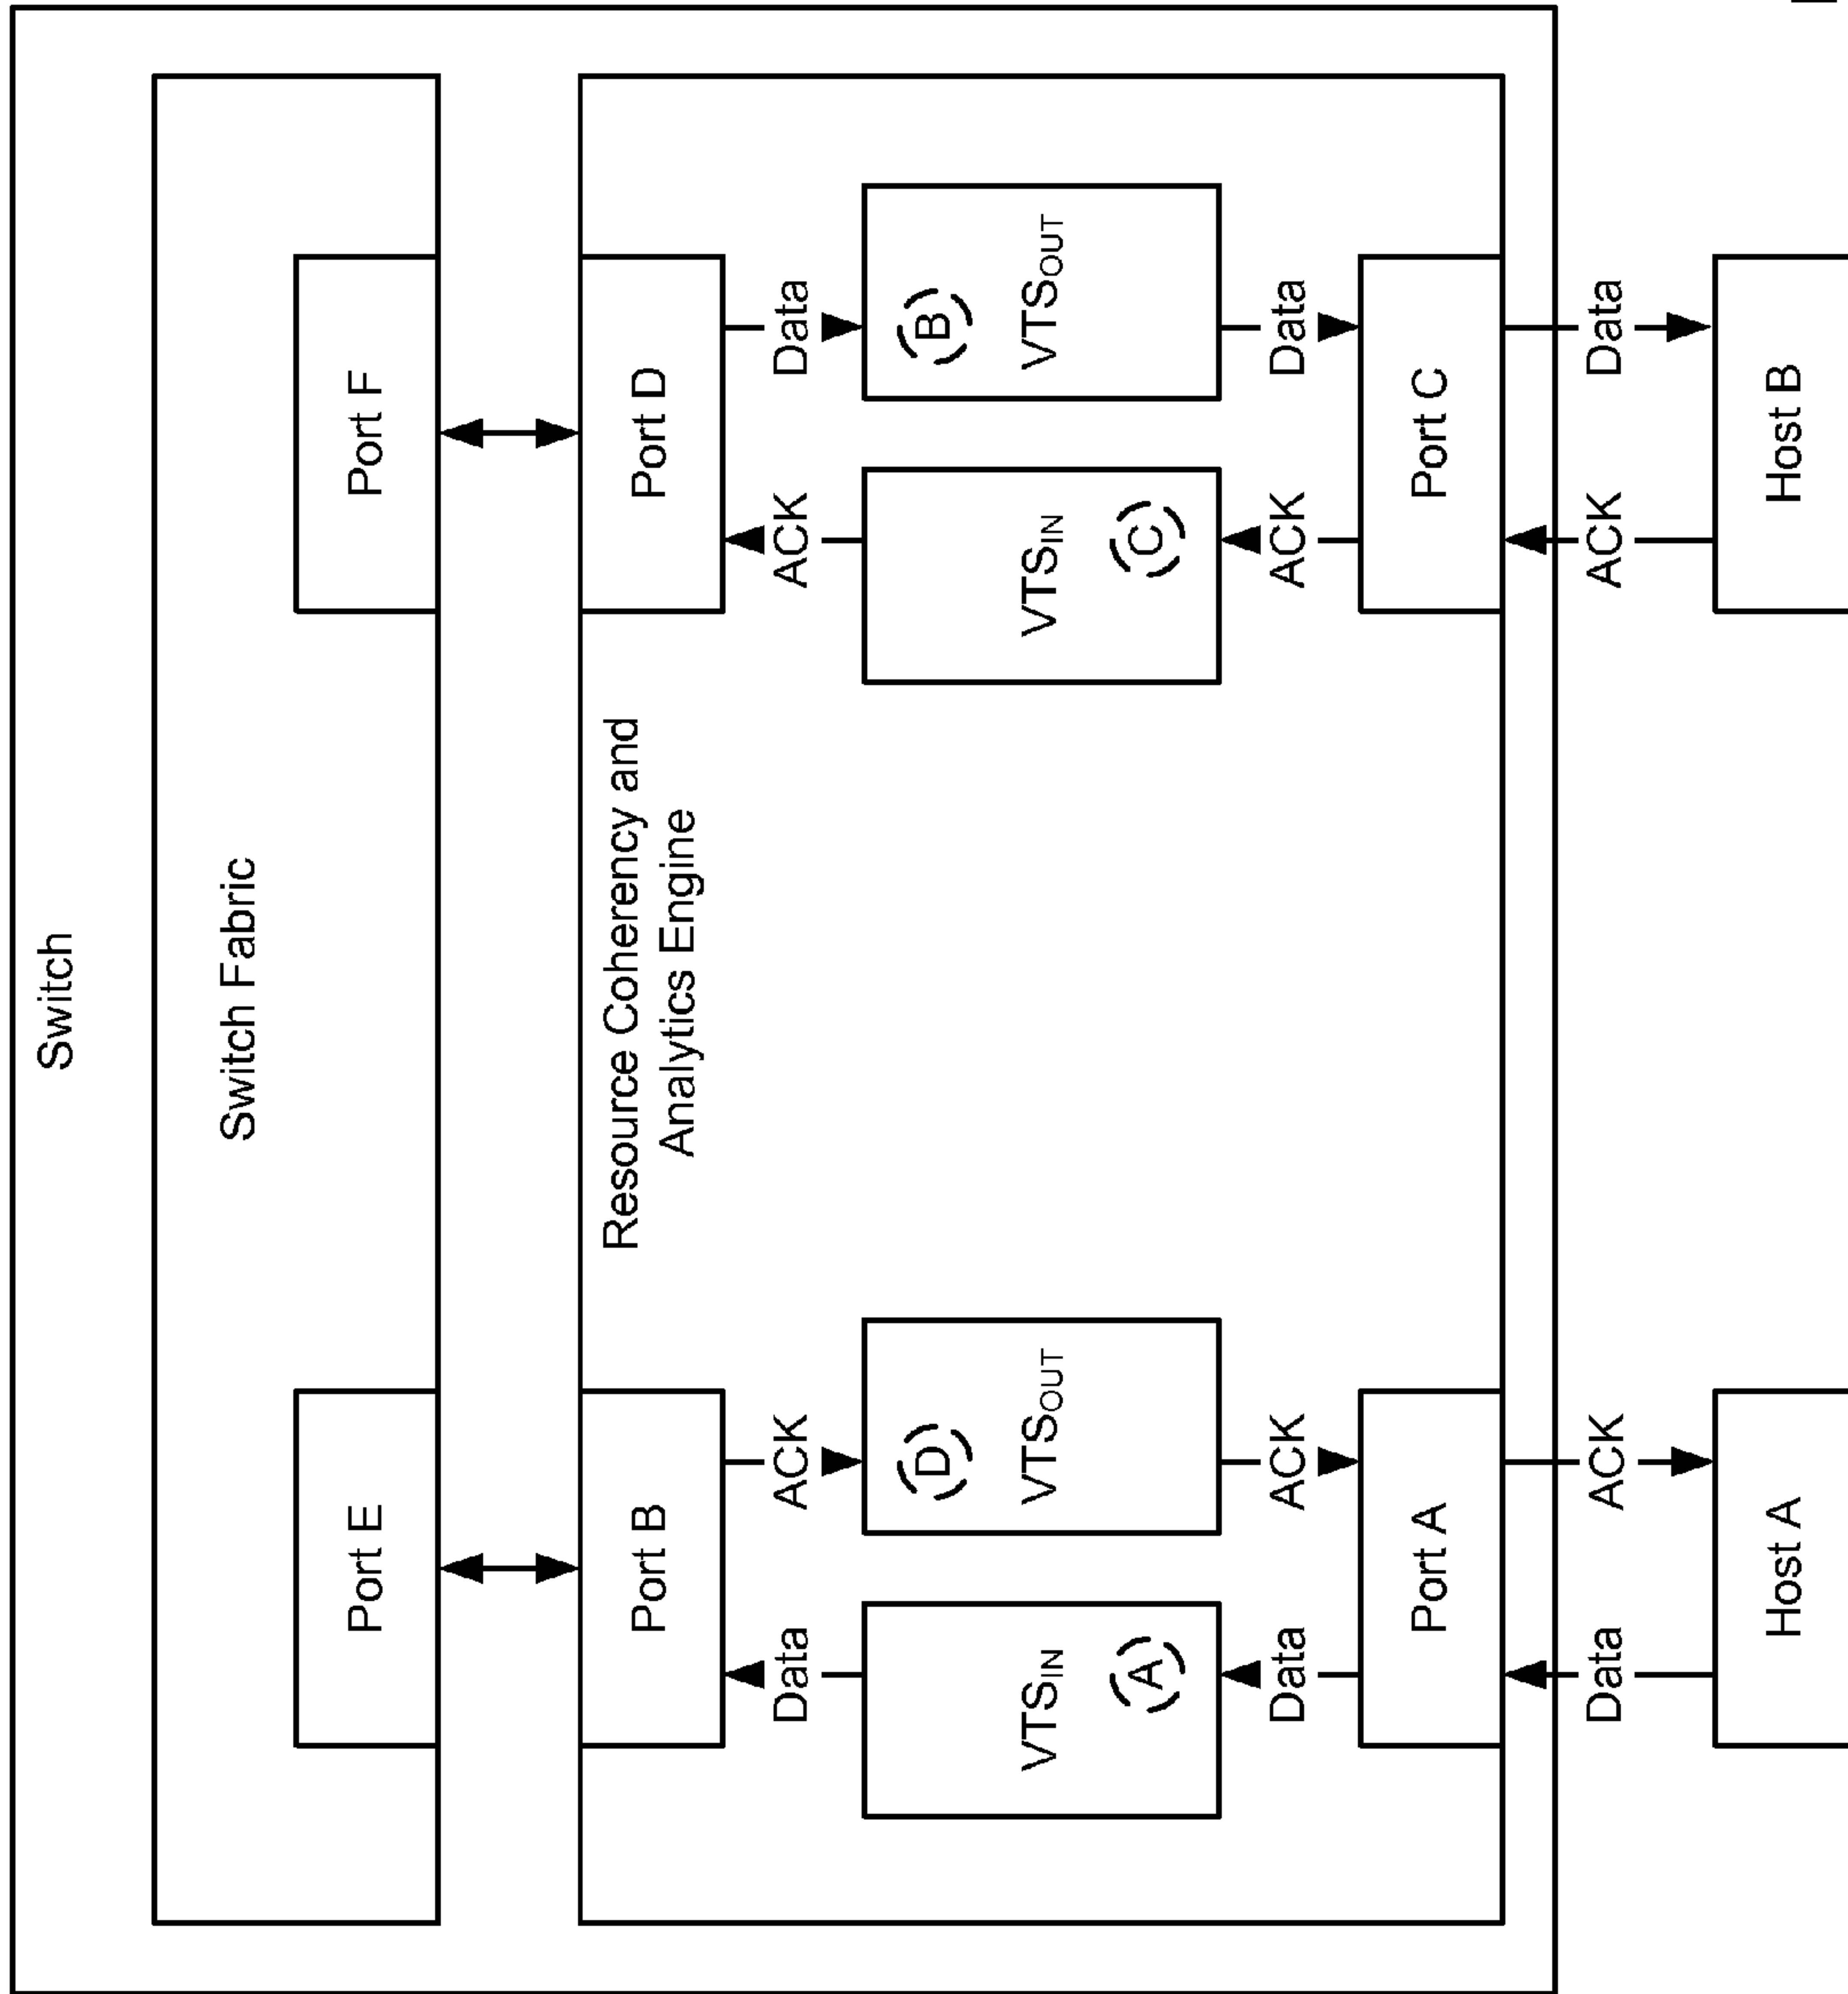 Switch
Switch Fabric
Port E
Port F
Resource Coherency and
Analytics Engine
Port B
Port D
Data
ACK
ACK
Data
D
B
VTSIN
VTSOUT
VTSIN
VTSOUT
A
C
Data
ACK
ACK
Data
Port A
Port C
Data
ACK
ACK
Data
Host A
Host B